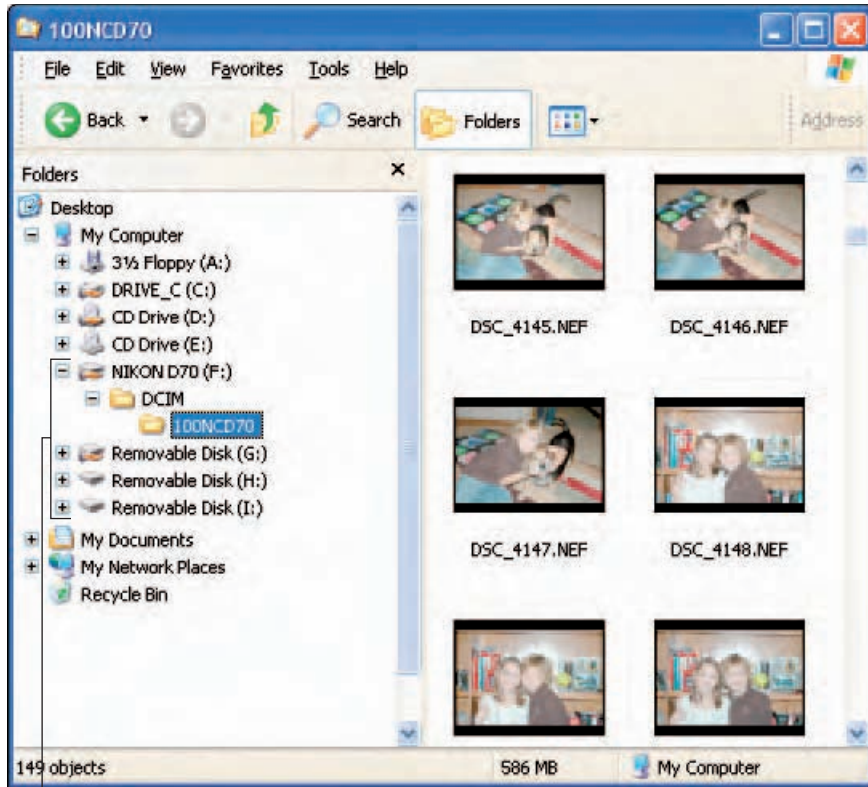 100NCD70
File Edit View Favorites Tools Help
Back Search Folders Address
Folders
Desktop
My Computer
3½ Floppy (A:)
DRIVE_C (C:)
CD Drive (D:)
CD Drive (E:)
NIKON D70 (F:)
DCIM
100NCD70
Removable Disk (G:)
Removable Disk (H:)
Removable Disk (I:)
My Documents
My Network Places
Recycle Bin
DSC_4145.NEF DSC_4146.NEF
DSC_4147.NEF DSC_4148.NEF
149 objects 586 MB My Computer